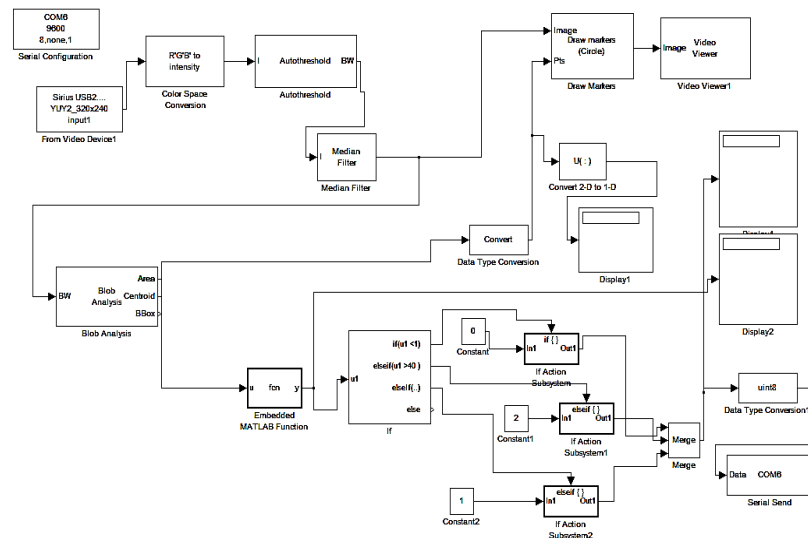 COM6
9600
8,none,1
Serial Configuration
Sirius USB2....
YUY2_320x240
input1
From Video Device1
R'G'B' to
intensity
Color Space
Conversion
I
Autothreshold
BW
Autothreshold
I
Median
Filter
Median Filter
Image
Draw markers
(Circle)
Pts
Draw Markers
Image
Video
Viewer
Video Viewer1
U( : )
Convert 2-D to 1-D
Convert
Data Type Conversion
Display1
Display2
BW
Blob
Analysis
Area
Centroid
BBox
Blob Analysis
u
fcn
y
Embedded
MATLAB Function
u1
if(u1 <1)
elseif(u1 >40 )
elseif(..)
else
If
0
Constant
if { }
In1
Out1
If Action
Subsystem
2
Constant1
elseif { }
In1
Out1
If Action
Subsystem1
1
Constant2
elseif { }
In1
Out1
If Action
Subsystem2
Merge
Merge
uint8
Data Type Conversion1
Data
COM6
Serial Send